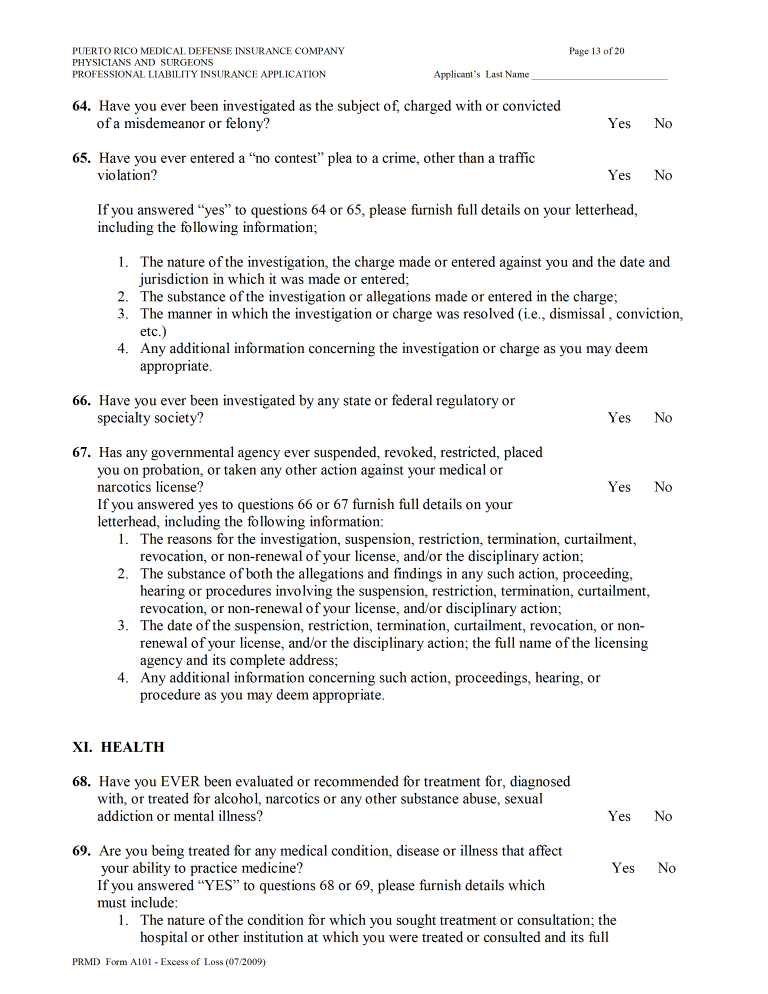 PUERTO RICO MEDICAL DEFENSE INSURANCE COMPANY Page 13 of 20
PHYSICIANS AND SURGEONS
PROFESSIONAL LIABILITY INSURANCE APPLICATION Applicant’s Last Name ___________________________
64. Have you ever been investigated as the subject of, charged with or convicted
of a misdemeanor or felony? Yes No
65. Have you ever entered a “no contest” plea to a crime, other than a traffic
violation? Yes No
If you answered “yes” to questions 64 or 65, please furnish full details on your letterhead,
including the following information;
1. The nature of the investigation, the charge made or entered against you and the date and
jurisdiction in which it was made or entered;
2. The substance of the investigation or allegations made or entered in the charge;
3. The manner in which the investigation or charge was resolved (i.e., dismissal , conviction,
etc.)
4. Any additional information concerning the investigation or charge as you may deem
appropriate.
66. Have you ever been investigated by any state or federal regulatory or
specialty society? Yes No
67. Has any governmental agency ever suspended, revoked, restricted, placed
you on probation, or taken any other action against your medical or
narcotics license? Yes No
If you answered yes to questions 66 or 67 furnish full details on your
letterhead, including the following information:
1. The reasons for the investigation, suspension, restriction, termination, curtailment,
revocation, or non-renewal of your license, and/or the disciplinary action;
2. The substance of both the allegations and findings in any such action, proceeding,
hearing or procedures involving the suspension, restriction, termination, curtailment,
revocation, or non-renewal of your license, and/or disciplinary action;
3. The date of the suspension, restriction, termination, curtailment, revocation, or non-
renewal of your license, and/or the disciplinary action; the full name of the licensing
agency and its complete address;
4. Any additional information concerning such action, proceedings, hearing, or
procedure as you may deem appropriate.
XI. HEALTH
68. Have you EVER been evaluated or recommended for treatment for, diagnosed
with, or treated for alcohol, narcotics or any other substance abuse, sexual
addiction or mental illness? Yes No
69. Are you being treated for any medical condition, disease or illness that affect
your ability to practice medicine? Yes No
If you answered “YES” to questions 68 or 69, please furnish details which
must include:
1. The nature of the condition for which you sought treatment or consultation; the
hospital or other institution at which you were treated or consulted and its full
PRMD Form A101 - Excess of Loss (07/2009)